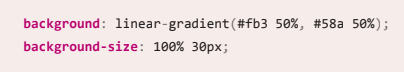 background: linear-gradient(#fb3 50%, #58a 50%);
background-size: 100% 30px;